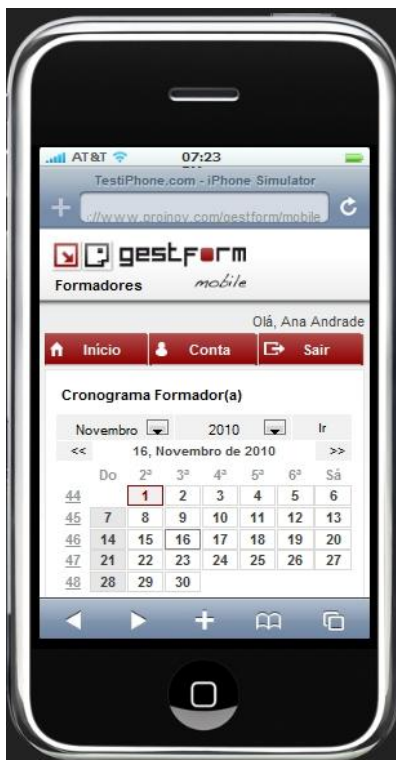 AT&T 07:23
TestiPhone.com - iPhone Simulator
://www.proinov.com/gestform/mobile
gestform
Formadores mobile
Olá, Ana Andrade
Início Conta Sair
Cronograma Formador(a)
Novembro 2010 Ir
<< 16, Novembro de 2010 >>
Do 2ª 3ª 4ª 5ª 6ª Sá
44 1 2 3 4 5 6
45 7 8 9 10 11 12 13
46 14 15 16 17 18 19 20
47 21 22 23 24 25 26 27
48 28 29 30